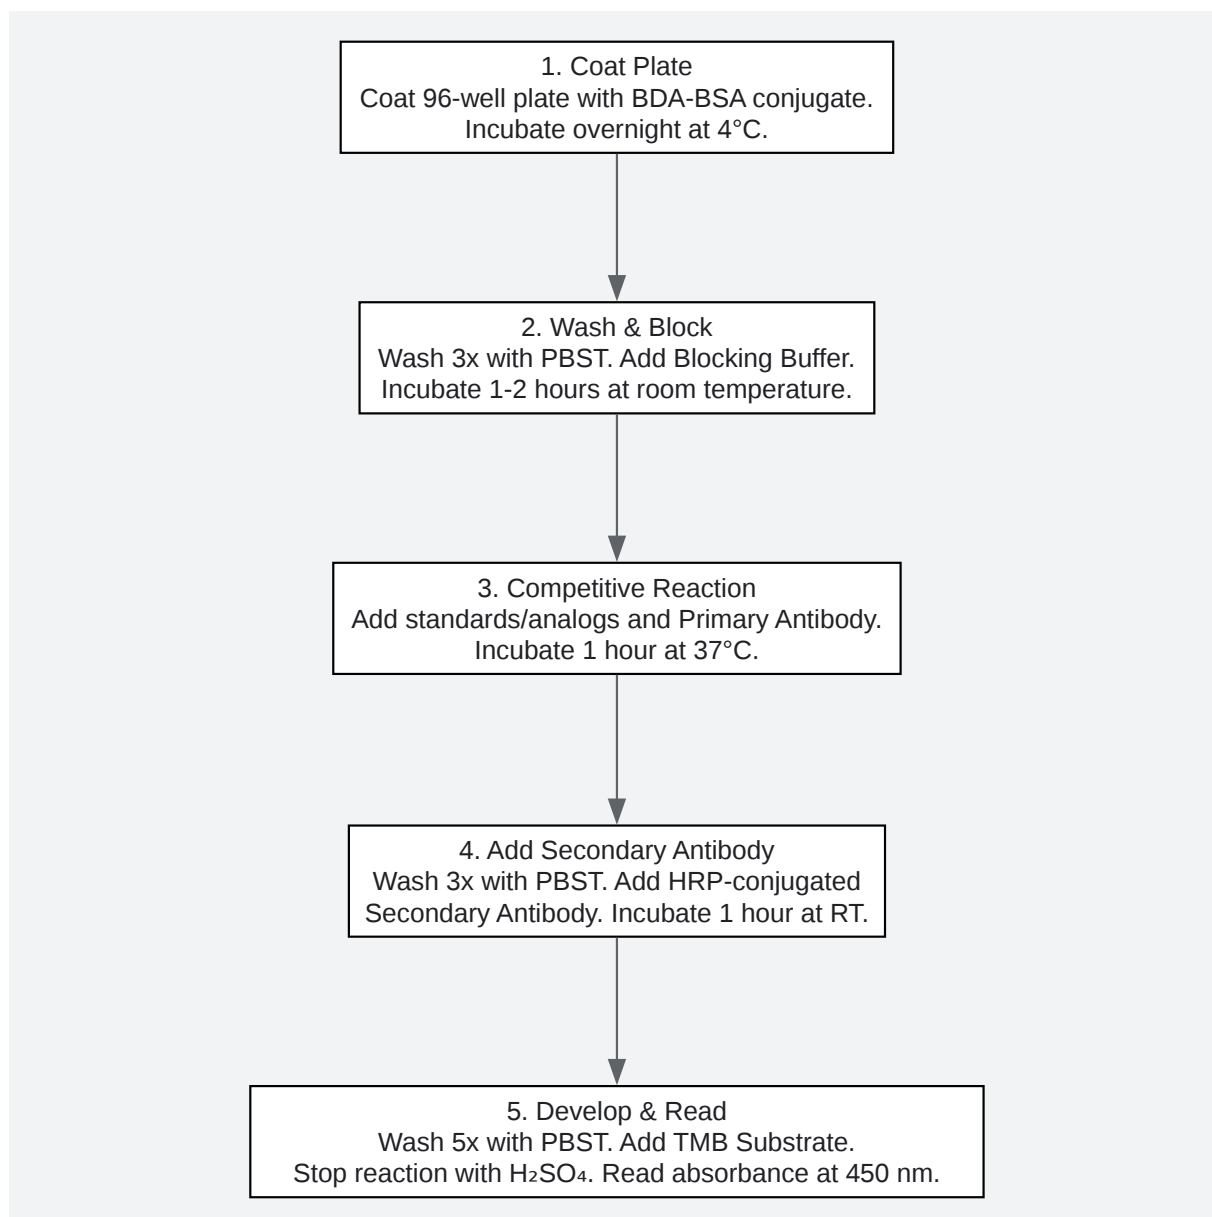 1. Coat Plate
Coat 96-well plate with BDA-BSA conjugate.
Incubate overnight at 4°C.
2. Wash & Block
Wash 3x with PBST. Add Blocking Buffer.
Incubate 1-2 hours at room temperature.
3. Competitive Reaction
Add standards/analogs and Primary Antibody.
Incubate 1 hour at 37°C.
4. Add Secondary Antibody
Wash 3x with PBST. Add HRP-conjugated
Secondary Antibody. Incubate 1 hour at RT.
5. Develop & Read
Wash 5x with PBST. Add TMB Substrate.
Stop reaction with H₂SO₄. Read absorbance at 450 nm.